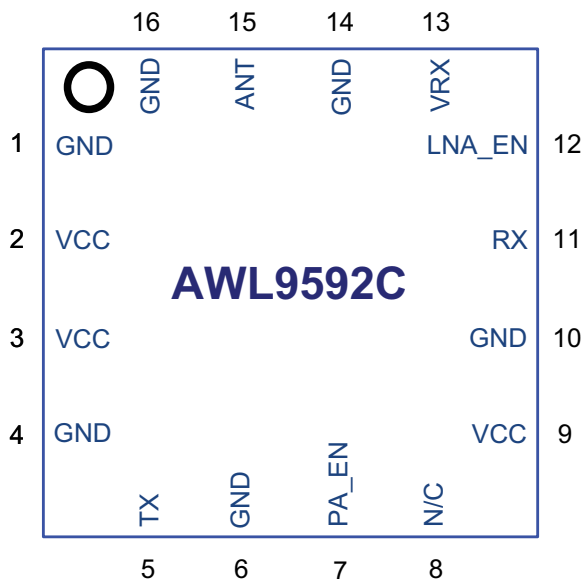 16 15 14 13
GND ANT GND VRX
1 GND LNA_EN 12
2 VCC RX 11
AWL9592C
3 VCC GND 10
4 GND VCC 9
TX GND PA_EN N/C
5 6 7 8